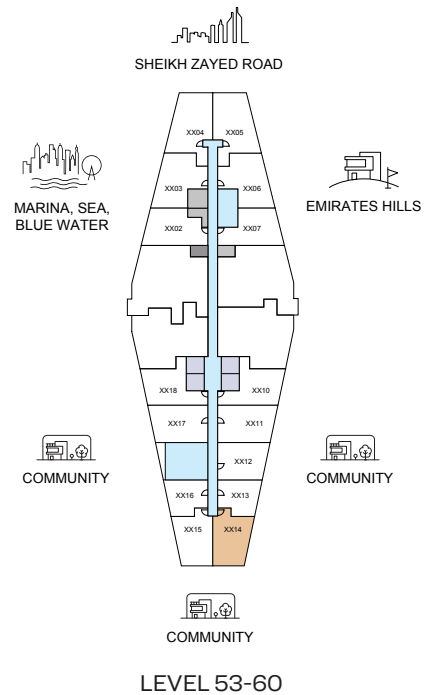 SHEIKH ZAYED ROAD
XX04 XX05
MARINA, SEA,
BLUE WATER
EMIRATES HILLS
XX03 XX06
XX02 XX07
XX18 XX10
XX17 XX11
XX12
XX16 XX13
XX15 XX14
COMMUNITY
COMMUNITY
COMMUNITY
LEVEL 53-60